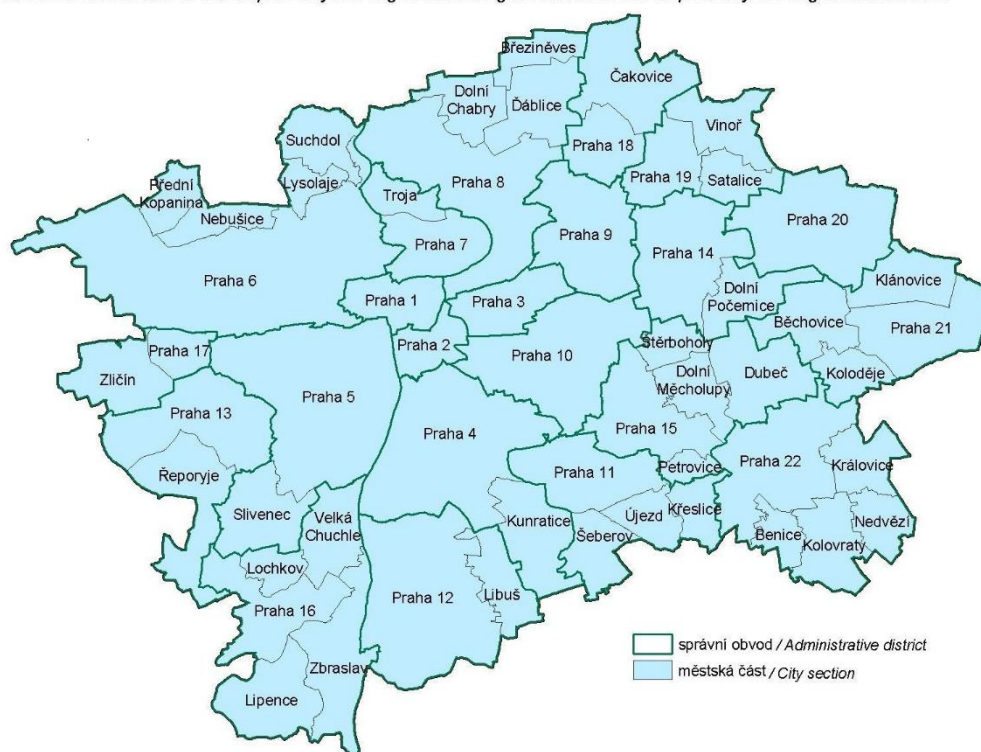 Březiněves
Čakovice
Dolní
Chabry
Ďáblice
Vinoř
Suchdol
Praha 18
Přední
Kopanina
Lysolaje
Praha 8
Praha 19
Satalice
Troja
Nebušice
Praha 20
Praha 7
Praha 9
Praha 14
Praha 6
Klánovice
Dolní
Počernice
Praha 1
Praha 3
Běchovice
Praha 21
Praha 17
Praha 2
Praha 10
Štěrboholy
Zličín
Dolní
Měcholupy
Dubeč
Koloděje
Praha 5
Praha 13
Praha 4
Praha 15
Praha 22
Řeporyje
Praha 11
Petrovice
Královice
Slivenec
Velká
Chuchle
Kunratice
Újezd
Křeslice
Nedvězí
Šeberov
Benice
Kolovraty
Lochkov
Praha 12
Libuš
Praha 16
správní obvod / Administrative district
Zbraslav
městská část / City section
Lipence